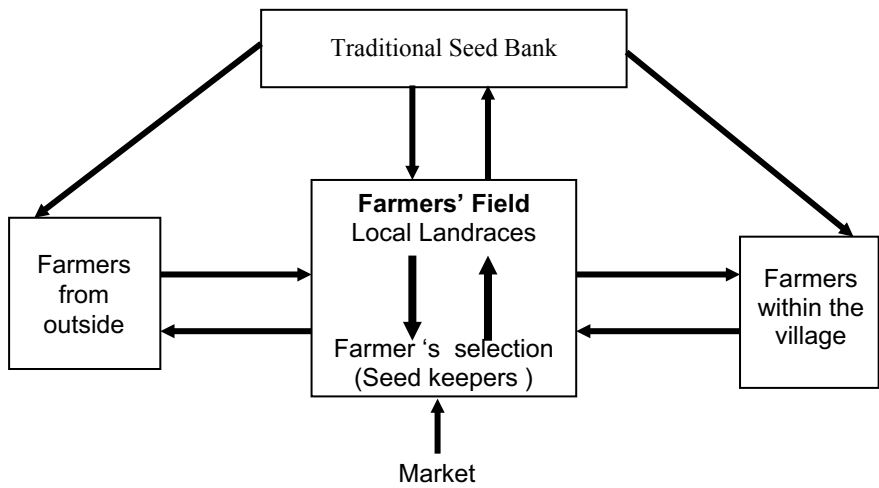 Traditional Seed Bank
Farmers' Field
Local Landraces
Farmer ‘s selection
(Seed keepers )
Farmers
from
outside
Farmers
within the
village
Market